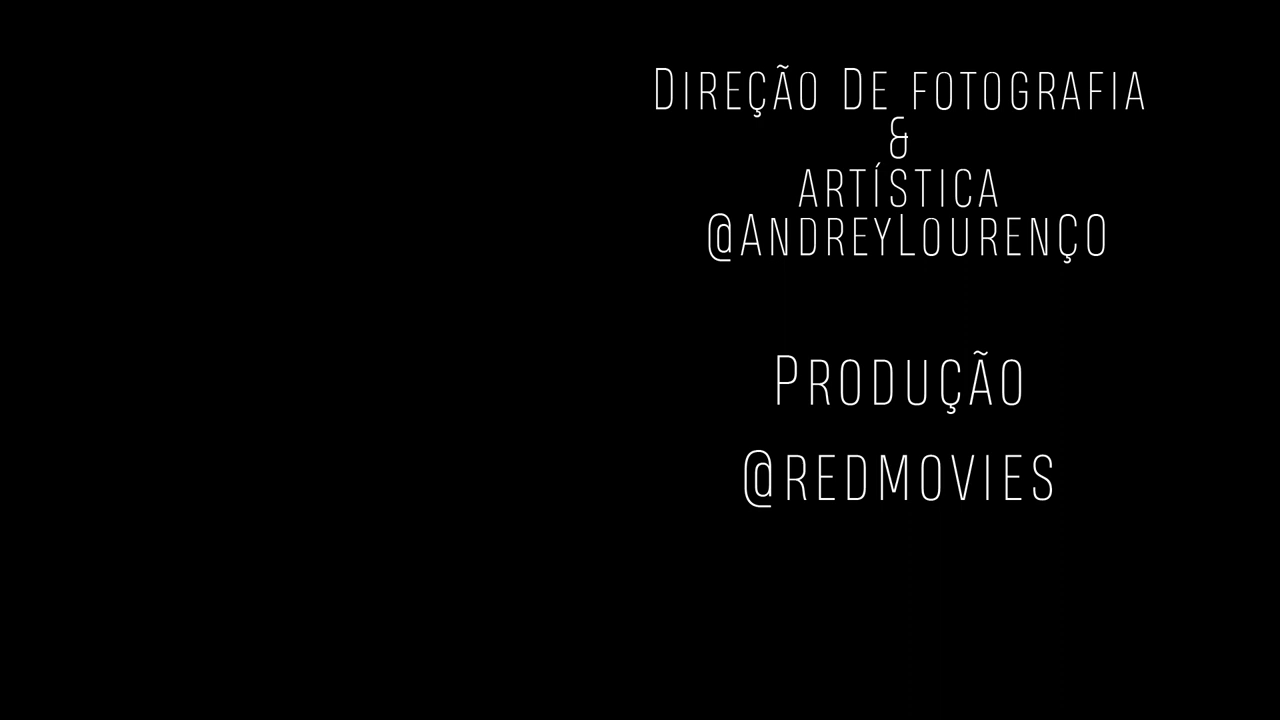 Direção De fotografia
&
artística
@AndreyLourenço
Produção
@redmovies